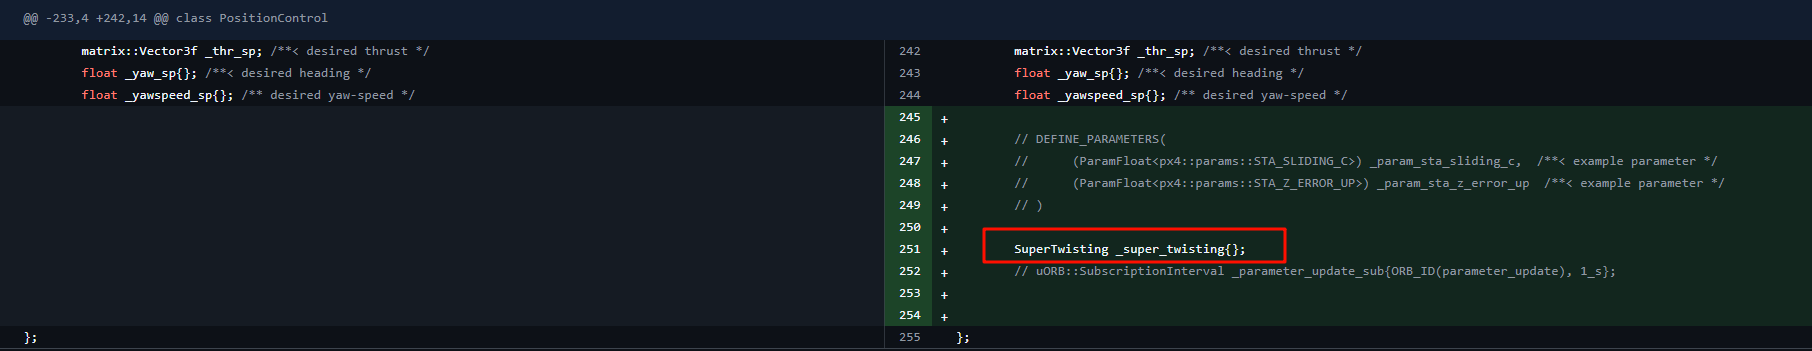 @@ -233,4 +242,14 @@ class PositionControl
matrix::Vector3f _thr_sp; /**< desired thrust */
float _yaw_sp{}; /**< desired heading */
float _yawspeed_sp{}; /** desired yaw-speed */
};
242 matrix::Vector3f _thr_sp; /**< desired thrust */
243 float _yaw_sp{}; /**< desired heading */
244 float _yawspeed_sp{}; /** desired yaw-speed */
245 +
246 + // DEFINE_PARAMETERS(
247 + // (ParamFloat<px4::params::STA_SLIDING_C>) _param_sta_sliding_c, /**< example parameter */
248 + // (ParamFloat<px4::params::STA_Z_ERROR_UP>) _param_sta_z_error_up /**< example parameter */
249 + // )
250 +
251 + SuperTwisting _super_twisting{};
252 + // uORB::SubscriptionInterval _parameter_update_sub{ORB_ID(parameter_update), 1_s};
253 +
254 +
255 };